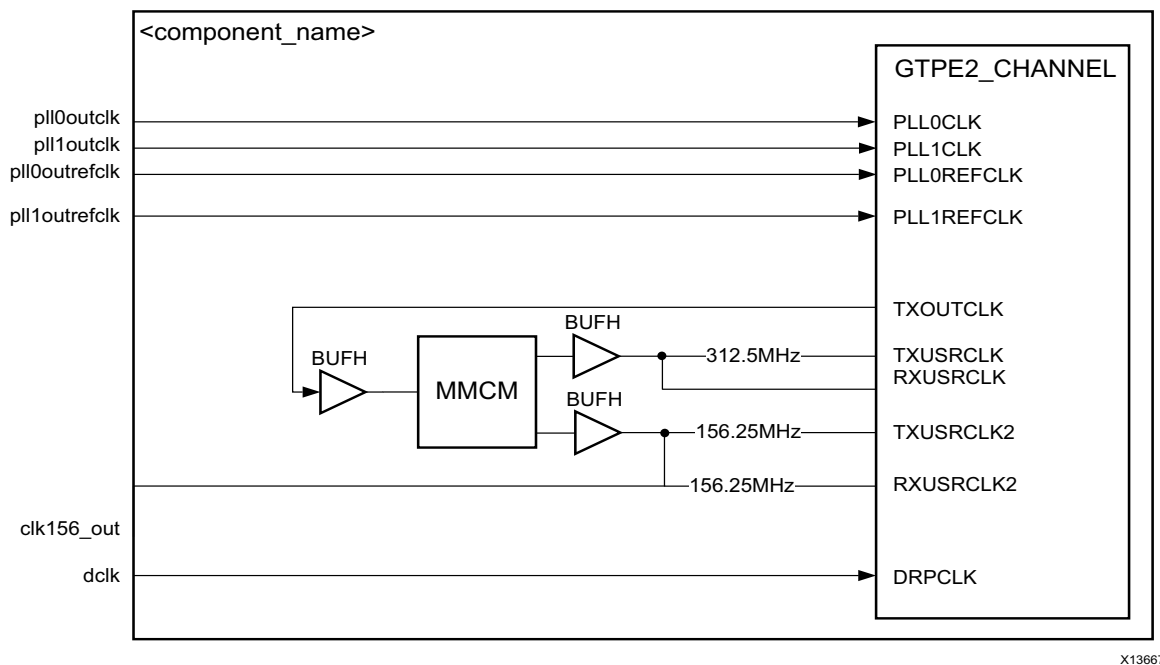 <component_name>
GTPE2_CHANNEL
pll0outclk
PLL0CLK
pll1outclk
PLL1CLK
pll0outrefclk
PLL0REFCLK
pll1outrefclk
PLL1REFCLK
TXOUTCLK
BUFH
312.5MHz
TXUSRCLK
BUFH
RXUSRCLK
MMCM
BUFH
156.25MHz
TXUSRCLK2
156.25MHz
RXUSRCLK2
clk156_out
dclk
DRPCLK
X13667